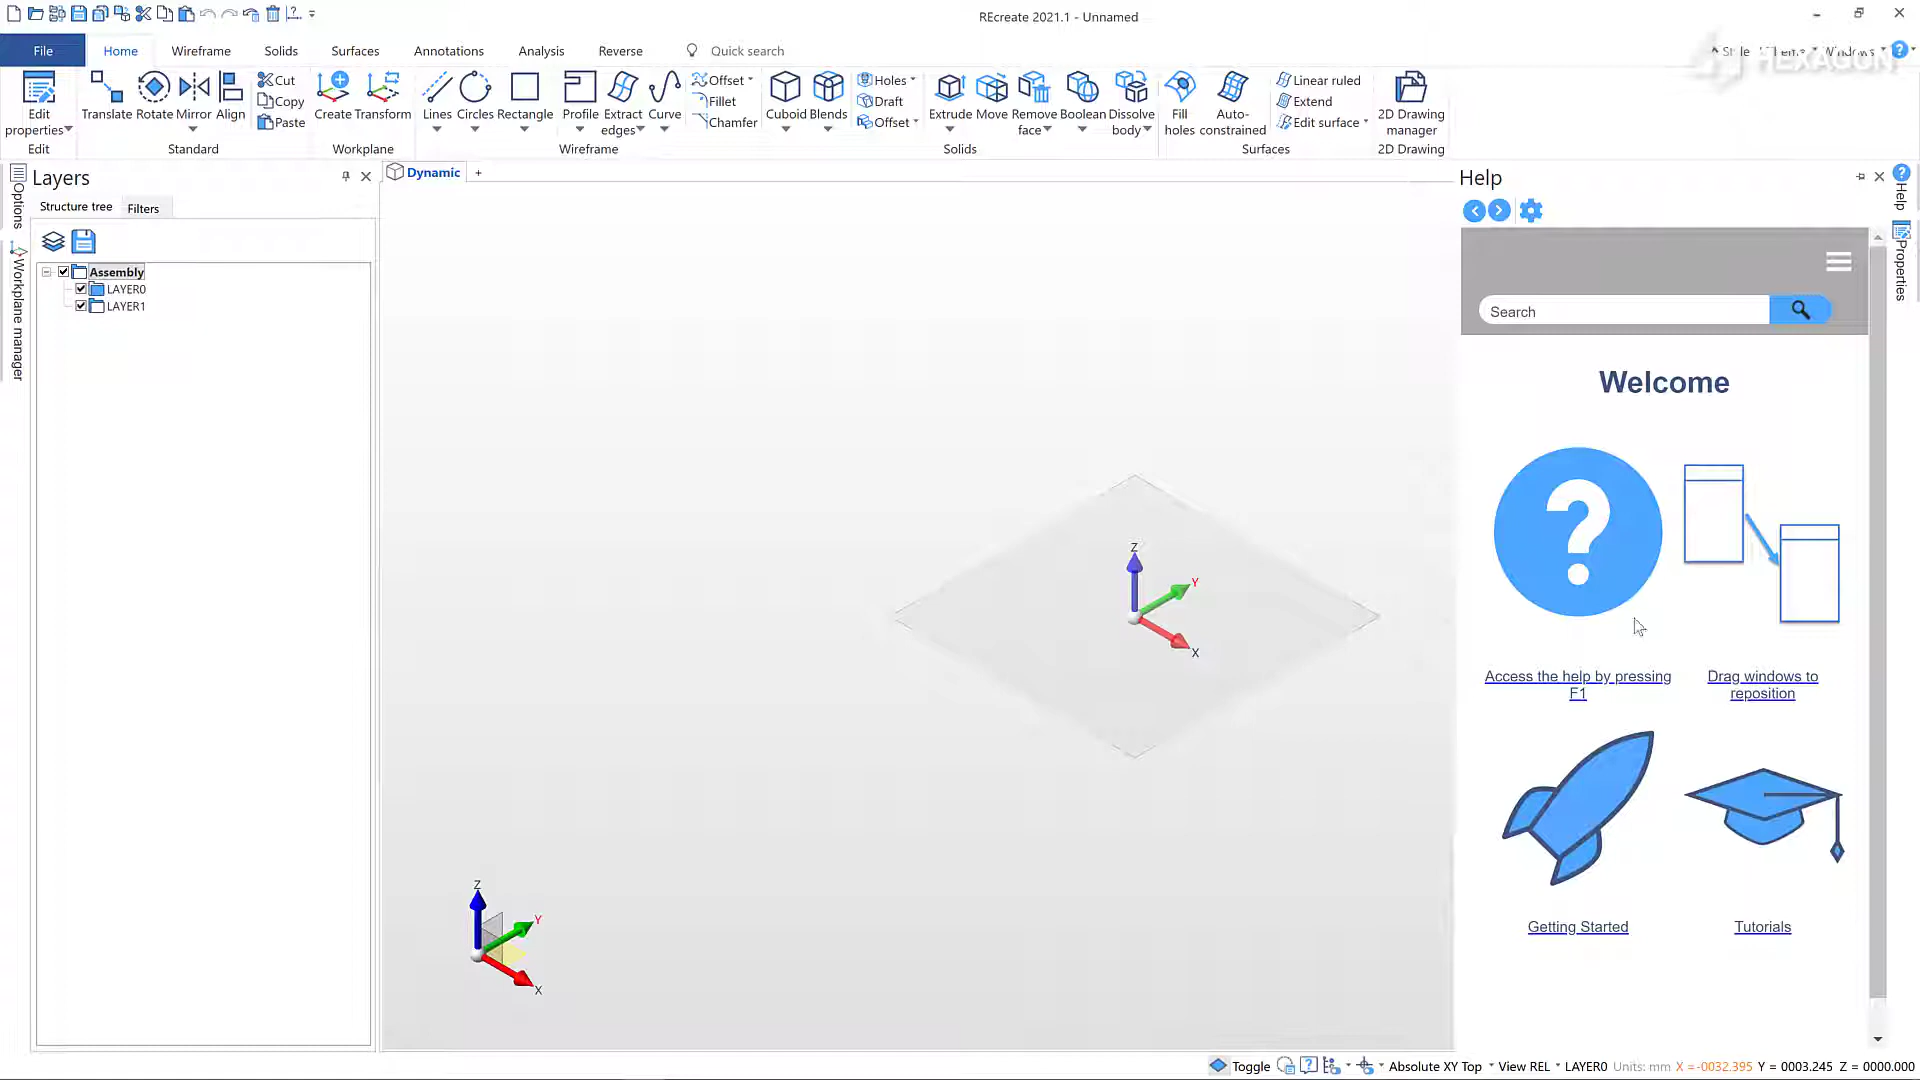 REcreate 2021.1 - Unnamed
File Home Wireframe Solids Surfaces Annotations Analysis Reverse Quick search Style Theme Windows
HEXAGON
Edit properties Translate Rotate Mirror Align Cut Copy Paste Create Transform Lines Circles Rectangle Profile Extract edges Curve Offset Fillet Chamfer Cuboid Blends Holes Draft Offset Extrude Move Remove face Boolean Dissolve body Fill holes Auto-constrained Linear ruled Extend Edit surface 2D Drawing manager
Edit Standard Workplane Wireframe Solids Surfaces 2D Drawing
Options
Workplane manager
Layers
Structure tree Filters
Assembly
LAYER0
LAYER1
Dynamic +
Z
Y
X
Z
Y
X
Help
Search
Welcome
Access the help by pressing F1
Drag windows to reposition
Getting Started
Tutorials
Help
Properties
Toggle Absolute XY Top View REL LAYER0 Units: mm X =-0032.395 Y = 0003.245 Z = 0000.000